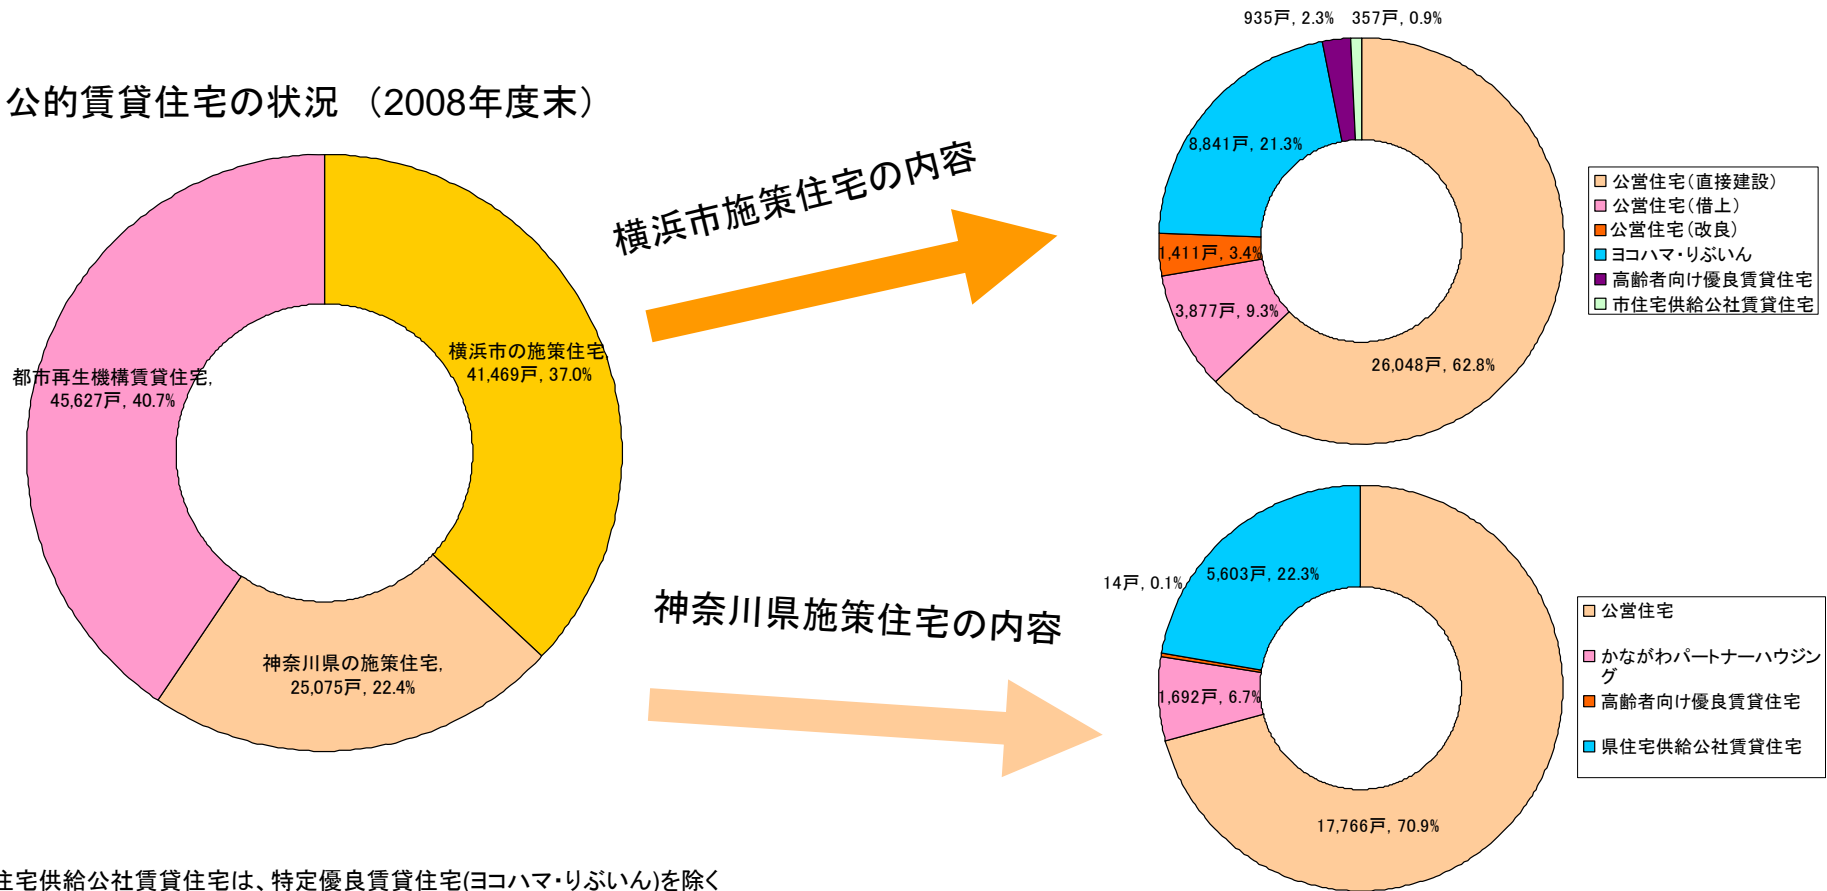 公的賃貸住宅の状況 （2008年度末）
都市再生機構賃貸住宅,
45,627戸, 40.7%
横浜市の施策住宅,
41,469戸, 37.0%
神奈川県の施策住宅,
25,075戸, 22.4%
横浜市施策住宅の内容
935戸, 2.3%
357戸, 0.9%
8,841戸, 21.3%
1,411戸, 3.4%
3,877戸, 9.3%
26,048戸, 62.8%
公営住宅（直接建設）
公営住宅（借上）
公営住宅（改良）
ヨコハマ・りぶいん
高齢者向け優良賃貸住宅
市住宅供給公社賃貸住宅
神奈川県施策住宅の内容
14戸, 0.1%
5,603戸, 22.3%
1,692戸, 6.7%
17,766戸, 70.9%
公営住宅
かながわパートナーハウジン
グ
高齢者向け優良賃貸住宅
県住宅供給公社賃貸住宅
住宅供給公社賃貸住宅は、特定優良賃貸住宅(ヨコハマ・りぶいん)を除く